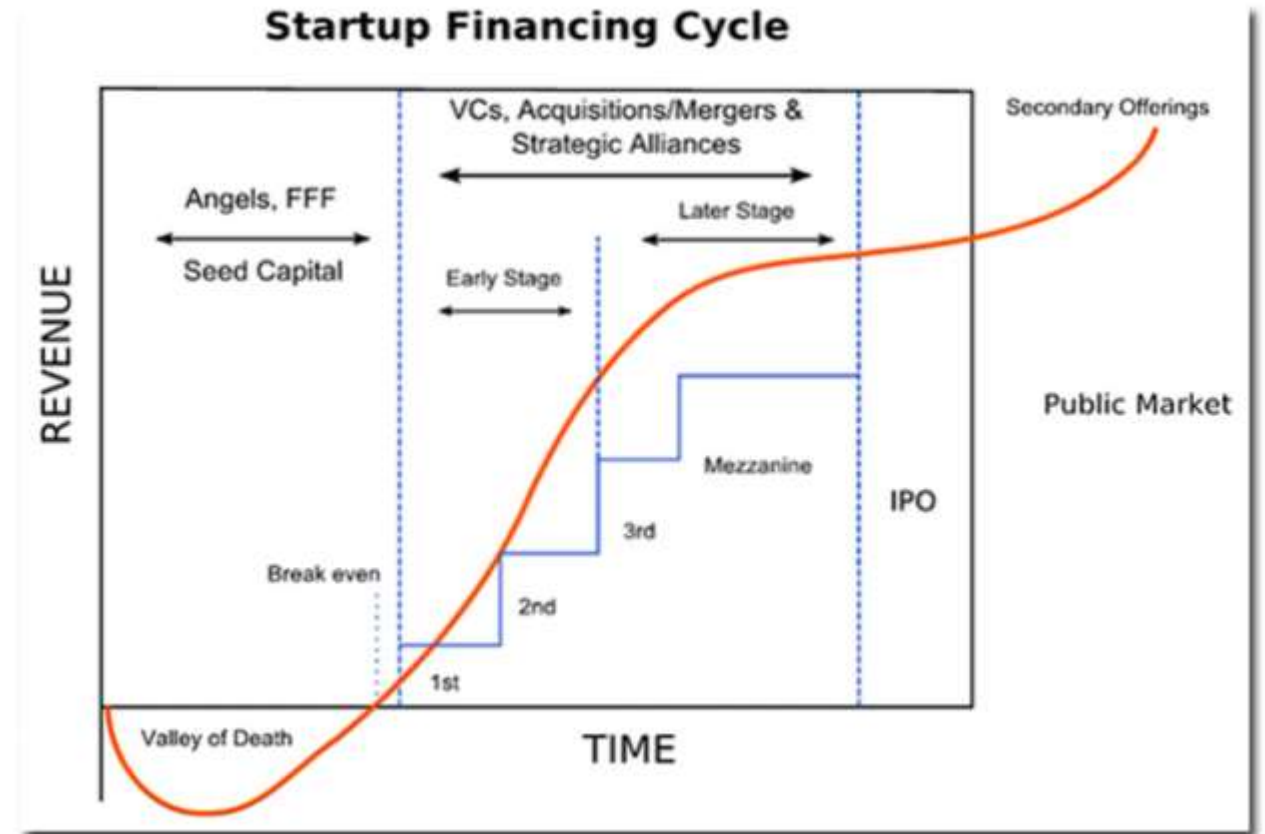 Startup Financing Cycle
VCs, Acquisitions/Mergers &
Strategic Alliances
Secondary Offerings
Angels, FFF
Seed Capital
Later Stage
Early Stage
REVENUE
Public Market
Mezzanine
IPO
3rd
Break even
2nd
1st
Valley of Death
TIME